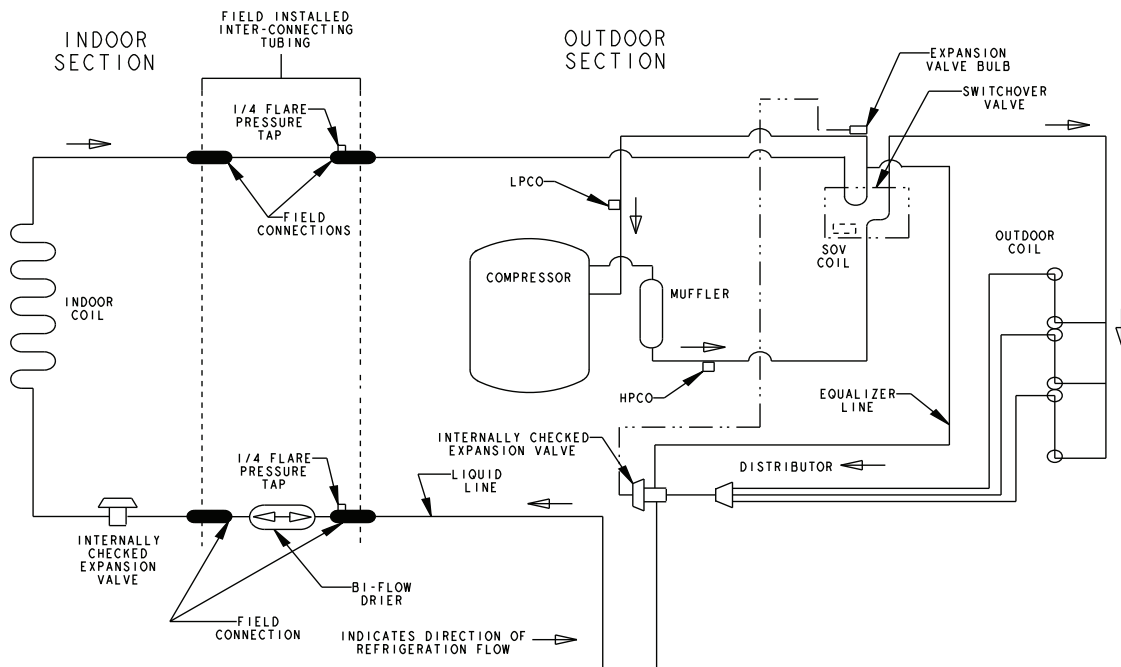 FIELD INSTALLED
INTER-CONNECTING
TUBING
INDOOR
SECTION
OUTDOOR
SECTION
EXPANSION
VALVE BULB
SWITCHOVER
VALVE
1/4 FLARE
PRESSURE
TAP
LPCO
FIELD
CONNECTIONS
SOV
COIL
OUTDOOR
COIL
COMPRESSOR
MUFFLER
INDOOR
COIL
HPCO
EQUALIZER
LINE
INTERNALLY CHECKED
EXPANSION VALVE
1/4 FLARE
PRESSURE
TAP
LIQUID
LINE
DISTRIBUTOR
INTERNALLY
CHECKED
EXPANSION
VALVE
BI-FLOW
DRIER
FIELD
CONNECTION
INDICATES DIRECTION OF
REFRIGERATION FLOW